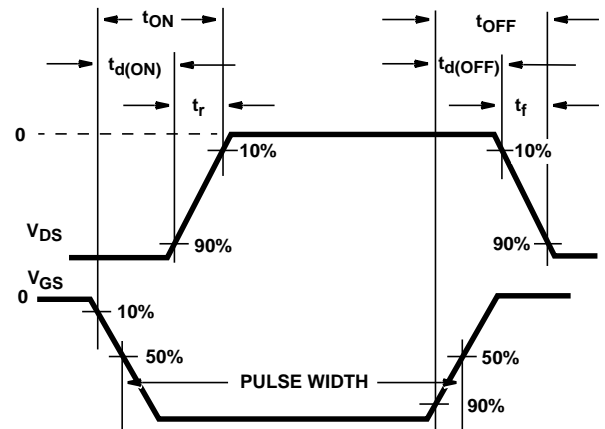 tON
tOFF
td(ON)
td(OFF)
tr
tf
0
10%
10%
VDS
90%
90%
VGS
0
10%
50%
50%
PULSE WIDTH
90%